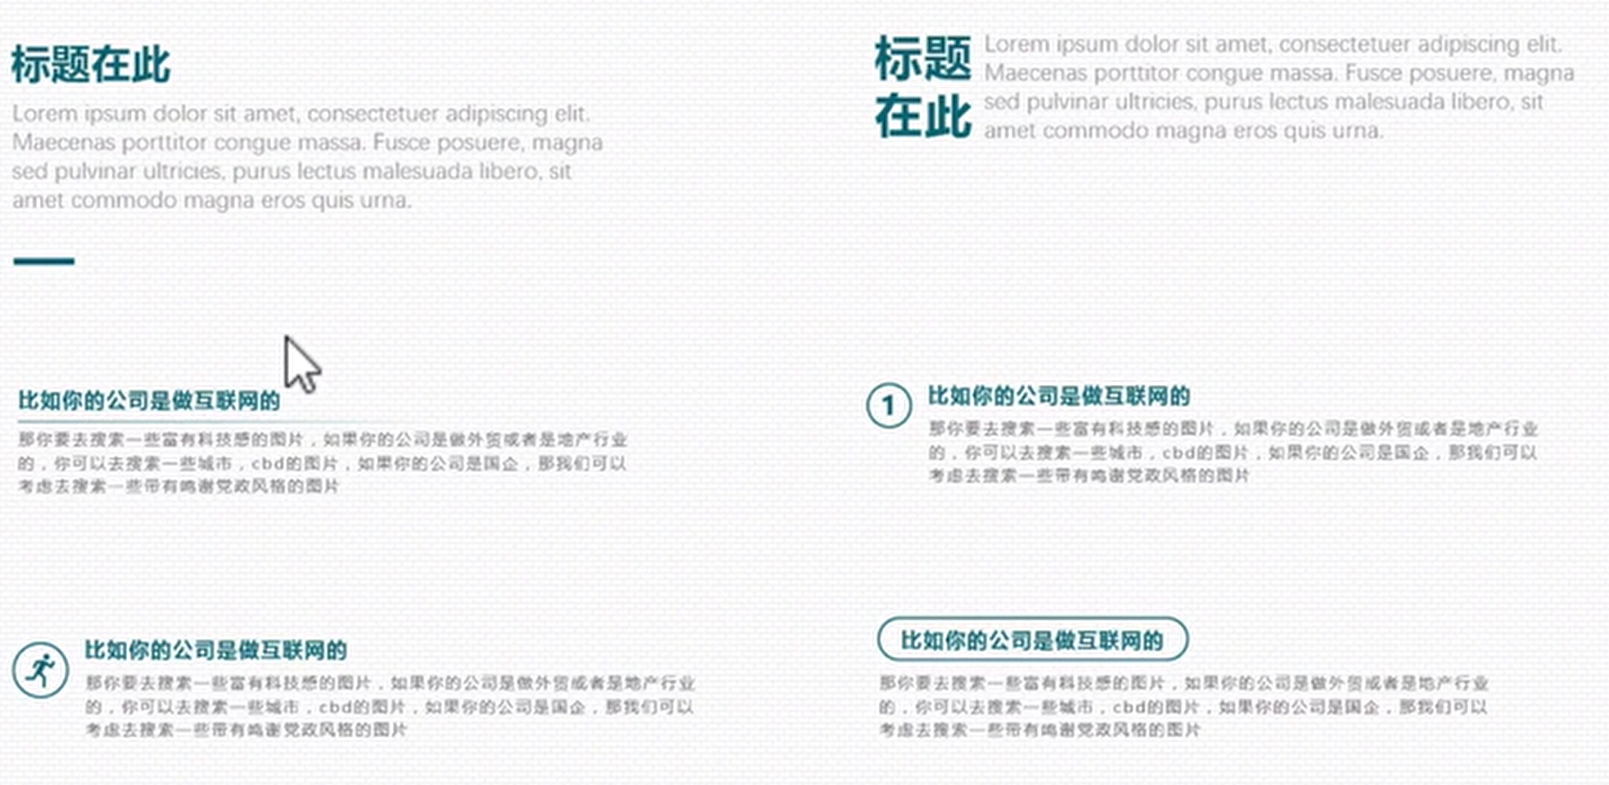 标题在此
Lorem ipsum dolor sit amet, consectetuer adipiscing elit.
Maecenas porttitor congue massa. Fusce posuere, magna
sed pulvinar ultricies, purus lectus malesuada libero, sit
amet commodo magna eros quis urna.
标题
在此
Lorem ipsum dolor sit amet, consectetuer adipiscing elit.
Maecenas porttitor congue massa. Fusce posuere, magna
sed pulvinar ultricies, purus lectus malesuada libero, sit
amet commodo magna eros quis urna.
比如你的公司是做互联网的
那你要去搜索一些富有科技感的图片，如果你的公司是做外贸或者是地产行业
的，你可以去搜索一些城市，cbd的图片，如果你的公司是国企，那我们可以
考虑去搜索一些带有鸣谢党政风格的图片
1
比如你的公司是做互联网的
那你要去搜索一些富有科技感的图片，如果你的公司是做外贸或者是地产行业
的，你可以去搜索一些城市，cbd的图片，如果你的公司是国企，那我们可以
考虑去搜索一些带有鸣谢党政风格的图片
比如你的公司是做互联网的
那你要去搜索一些富有科技感的图片，如果你的公司是做外贸或者是地产行业
的，你可以去搜索一些城市，cbd的图片，如果你的公司是国企，那我们可以
考虑去搜索一些带有鸣谢党政风格的图片
比如你的公司是做互联网的
那你要去搜索一些富有科技感的图片，如果你的公司是做外贸或者是地产行业
的，你可以去搜索一些城市，cbd的图片，如果你的公司是国企，那我们可以
考虑去搜索一些带有鸣谢党政风格的图片